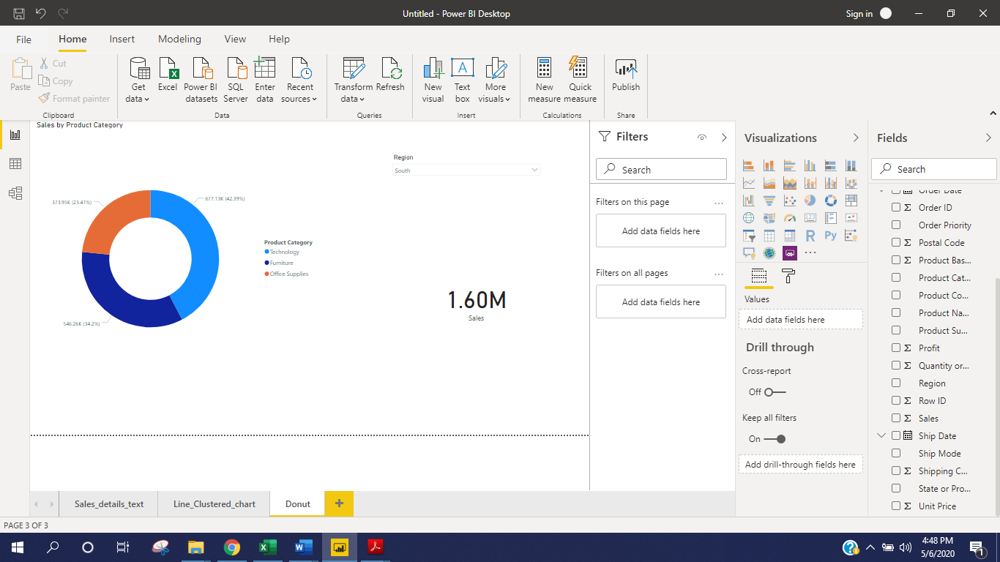 Untitled - Power BI Desktop
Sign in
File Home Insert Modeling View Help
Paste
Cut
Copy
Format painter
Clipboard
Get data
Excel
Power BI datasets
SQL Server
Enter data
Recent sources
Data
Transform data
Refresh
Queries
New visual
Text box
More visuals
Insert
New measure
Quick measure
Calculations
Publish
Share
Sales by Product Category
Region
South
373.95K (23.41%)
677.13K (42.39%)
546.26K (34.2%)
Product Category
Technology
Furniture
Office Supplies
1.60M
Sales
Filters
Search
Filters on this page
...
Add data fields here
Filters on all pages
...
Add data fields here
Visualizations
123
R
Py
...
Values
Add data fields here
Drill through
Cross-report
Off
Keep all filters
On
Add drill-through fields here
Fields
Search
Order Date
Σ Order ID
Order Priority
Σ Postal Code
Σ Product Bas...
Product Cat...
Product Co...
Product Na...
Product Su...
Σ Profit
Σ Quantity or...
Region
Σ Row ID
Σ Sales
Ship Date
Ship Mode
Σ Shipping C...
State or Pro...
Σ Unit Price
Sales_details_text
Line_Clustered_chart
Donut
+
PAGE 3 OF 3
4:48 PM
5/6/2020
1